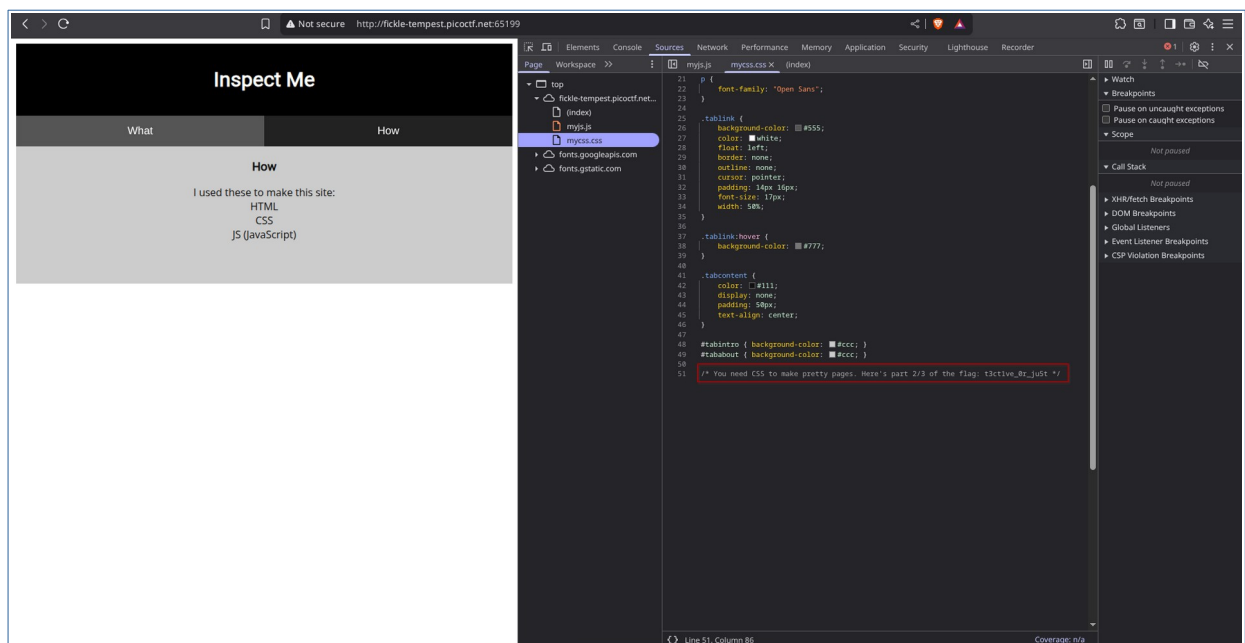 Not secure http://fickle-tempest.picoctf.net:65199
Inspect Me
What How
How
I used these to make this site:
HTML
CSS
JS (JavaScript)
Elements Console Sources Network Performance Memory Application Security Lighthouse Recorder 1
Page Workspace
myjs.js mycss.css × (index)
top
fickle-tempest.picoctf.net...
(index)
myjs.js
mycss.css
fonts.googleapis.com
fonts.gstatic.com
21 p {
22 font-family: "Open Sans";
23 }
24
25 .tablink {
26 background-color: #555;
27 color: white;
28 float: left;
29 border: none;
30 outline: none;
31 cursor: pointer;
32 padding: 14px 16px;
33 font-size: 17px;
34 width: 50%;
35 }
36
37 .tablink:hover {
38 background-color: #777;
39 }
40
41 .tabcontent {
42 color: #111;
43 display: none;
44 padding: 50px;
45 text-align: center;
46 }
47
48 #tabintro { background-color: #ccc; }
49 #tababout { background-color: #ccc; }
50
51 /* You need CSS to make pretty pages. Here's part 2/3 of the flag: t3ct1ve_0r_ju5t */
{} Line 51, Column 86
Coverage: n/a
Watch
Breakpoints
Pause on uncaught exceptions
Pause on caught exceptions
Scope
Not paused
Call Stack
Not paused
XHR/fetch Breakpoints
DOM Breakpoints
Global Listeners
Event Listener Breakpoints
CSP Violation Breakpoints